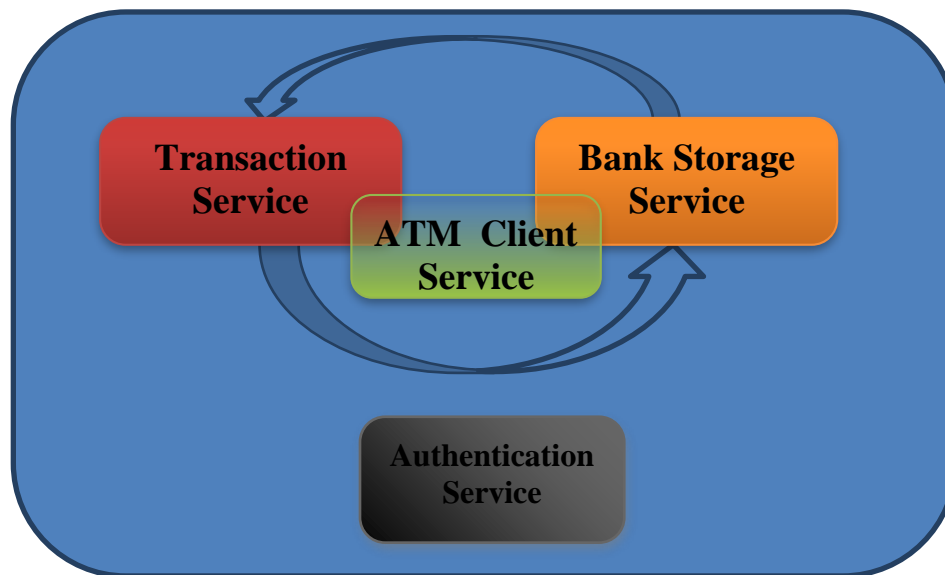 Transaction
Service
Bank Storage
Service
ATM  Client
Service
Authentication
Service